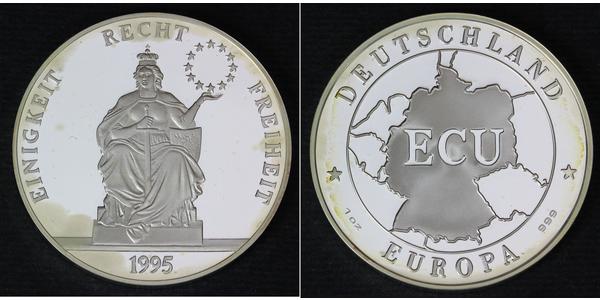 EINIGKEIT RECHT FREIHEIT
1995
DEUTSCHLAND
ECU
1 oz 999
EUROPA